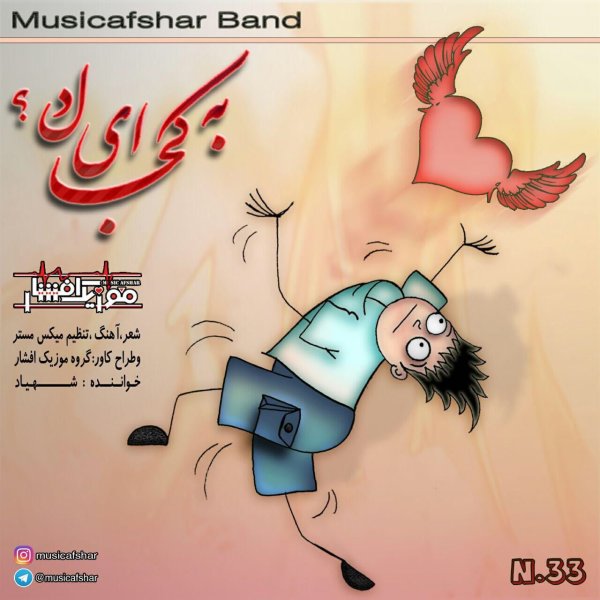 Musicafshar Band
به کجا ای دل؟
MUSIC AFSHAR
موزیک افشار
شعر،آهنگ ،تنظیم میکس مستر
وطراح کاور:گروه موزیک افشار
خواننده : شهیاد
musicafshar
@musicafshar
N.33